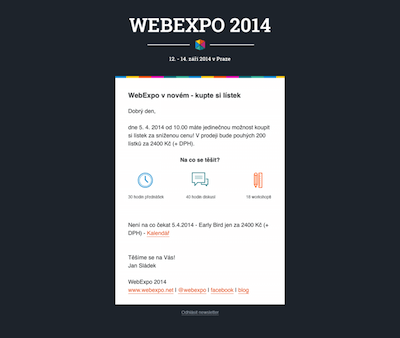 WEBEXPO 2014
12. - 14. září 2014 v Praze
WebExpo v novém - kupte si lístek
Dobrý den,
dne 5. 4. 2014 od 10.00 máte jedinečnou možnost koupit
si lístek za sníženou cenu! V prodeji bude pouhých 200
lístků za 2400 Kč (+ DPH).
Na co se těšit?
30 hodin přednášek
40 hodin diskusí
18 workshopů
Není na co čekat 5.4.2014 - Early Bird jen za 2400 Kč (+
DPH) - Kalendář
Těšíme se na Vás!
Jan Sládek
WebExpo 2014
www.webexpo.net | @webexpo | facebook | blog
Odhlásit newsletter